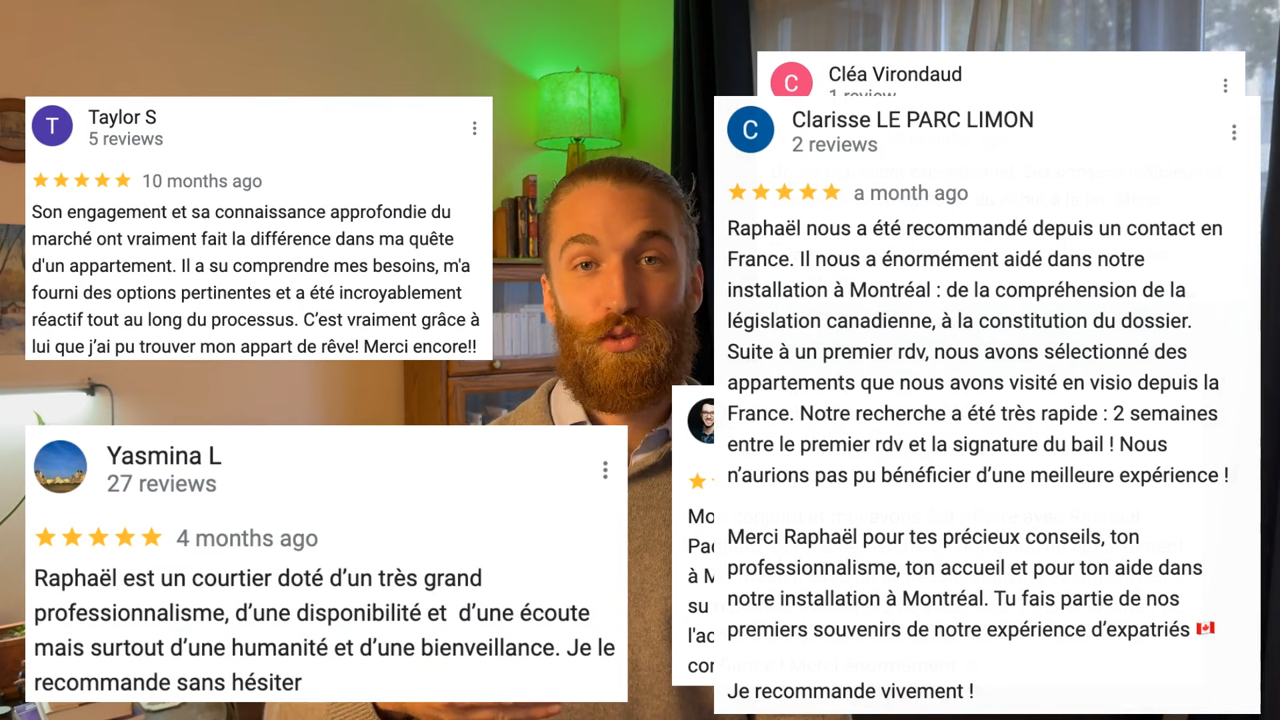 T
Taylor S
5 reviews
10 months ago
Son engagement et sa connaissance approfondie du
marché ont vraiment fait la différence dans ma quête
d'un appartement. Il a su comprendre mes besoins, m'a
fourni des options pertinentes et a été incroyablement
réactif tout au long du processus. C’est vraiment grâce à
lui que j’ai pu trouver mon appart de rêve! Merci encore!!
Yasmina L
27 reviews
4 months ago
Raphaël est un courtier doté d’un très grand
professionnalisme, d’une disponibilité et d’une écoute
mais surtout d’une humanité et d’une bienveillance. Je le
recommande sans hésiter
C
Cléa Virondaud
1 review
C
Clarisse LE PARC LIMON
2 reviews
a month ago
Raphaël nous a été recommandé depuis un contact en
France. Il nous a énormément aidé dans notre
installation à Montréal : de la compréhension de la
législation canadienne, à la constitution du dossier.
Suite à un premier rdv, nous avons sélectionné des
appartements que nous avons visité en visio depuis la
France. Notre recherche a été très rapide : 2 semaines
entre le premier rdv et la signature du bail ! Nous
n’aurions pas pu bénéficier d’une meilleure expérience !
Merci Raphaël pour tes précieux conseils, ton
professionnalisme, ton accueil et pour ton aide dans
notre installation à Montréal. Tu fais partie de nos
premiers souvenirs de notre expérience d’expatriés 🇨🇦
Je recommande vivement !